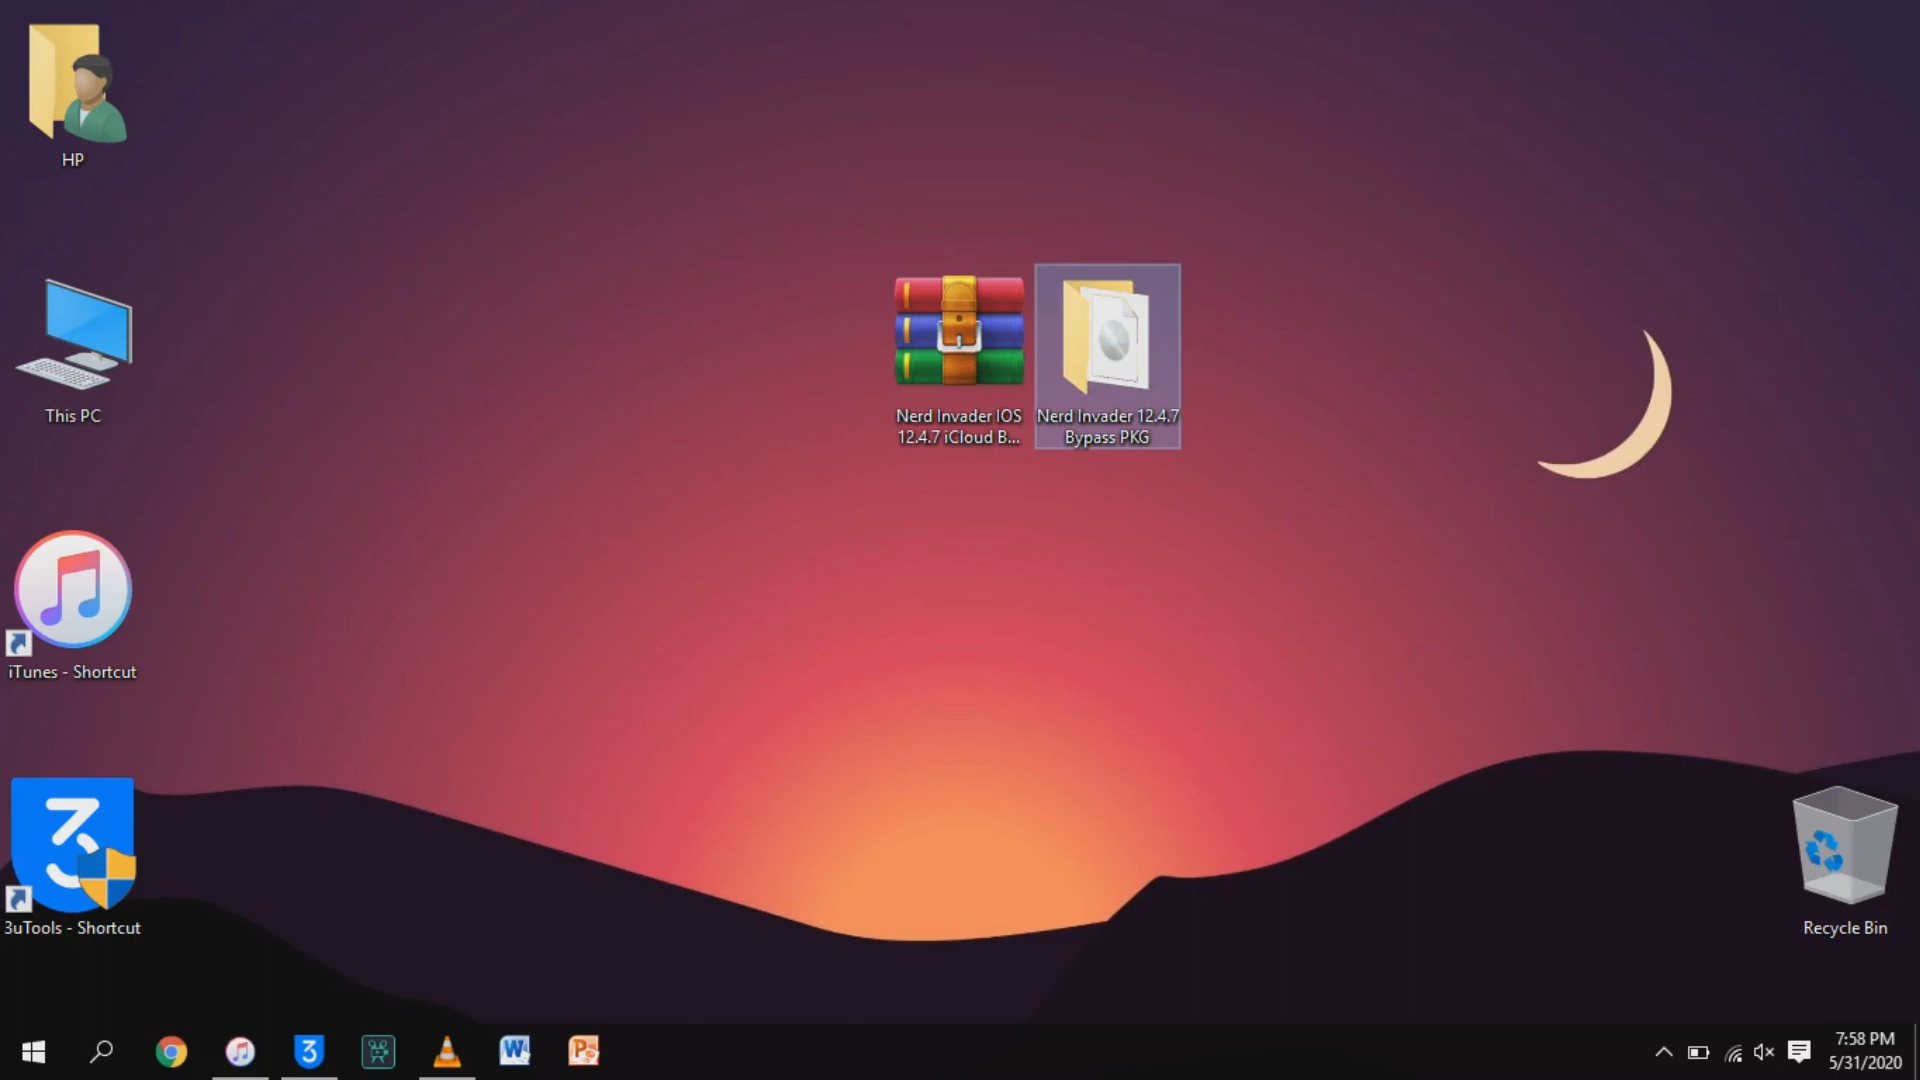 HP
This PC
iTunes - Shortcut
3uTools - Shortcut
Nerd Invader IOS
12.4.7 iCloud B...
Nerd Invader 12.4.7
Bypass PKG
Recycle Bin
7:58 PM
5/31/2020